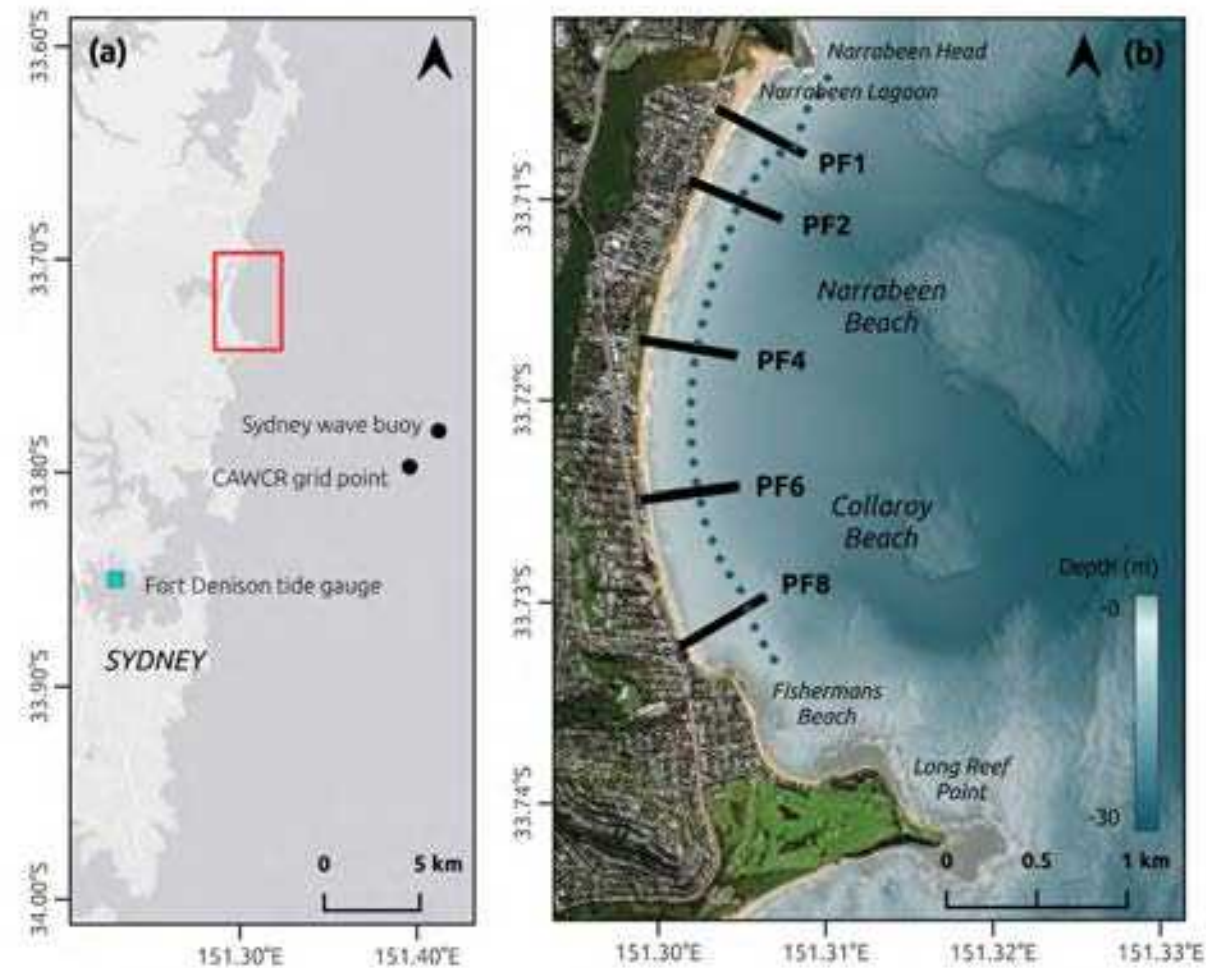 (a)
33.60°S
33.70°S
33.80°S
33.90°S
34.00°S
Sydney wave buoy
CAWCR grid point
Fort Denison tide gauge
SYDNEY
0 5 km
151.30°E 151.40°E
(b)
Narrabeen Head
Narrabeen Lagoon
PF1
33.71°S
PF2
Narrabeen
Beach
PF4
33.72°S
PF6
Collaroy
Beach
Depth (m)
-0
PF8
33.73°S
Fishermans
Beach
Long Reef
Point
33.74°S
-30
0 0.5 1 km
151.30°E 151.31°E 151.32°E 151.33°E